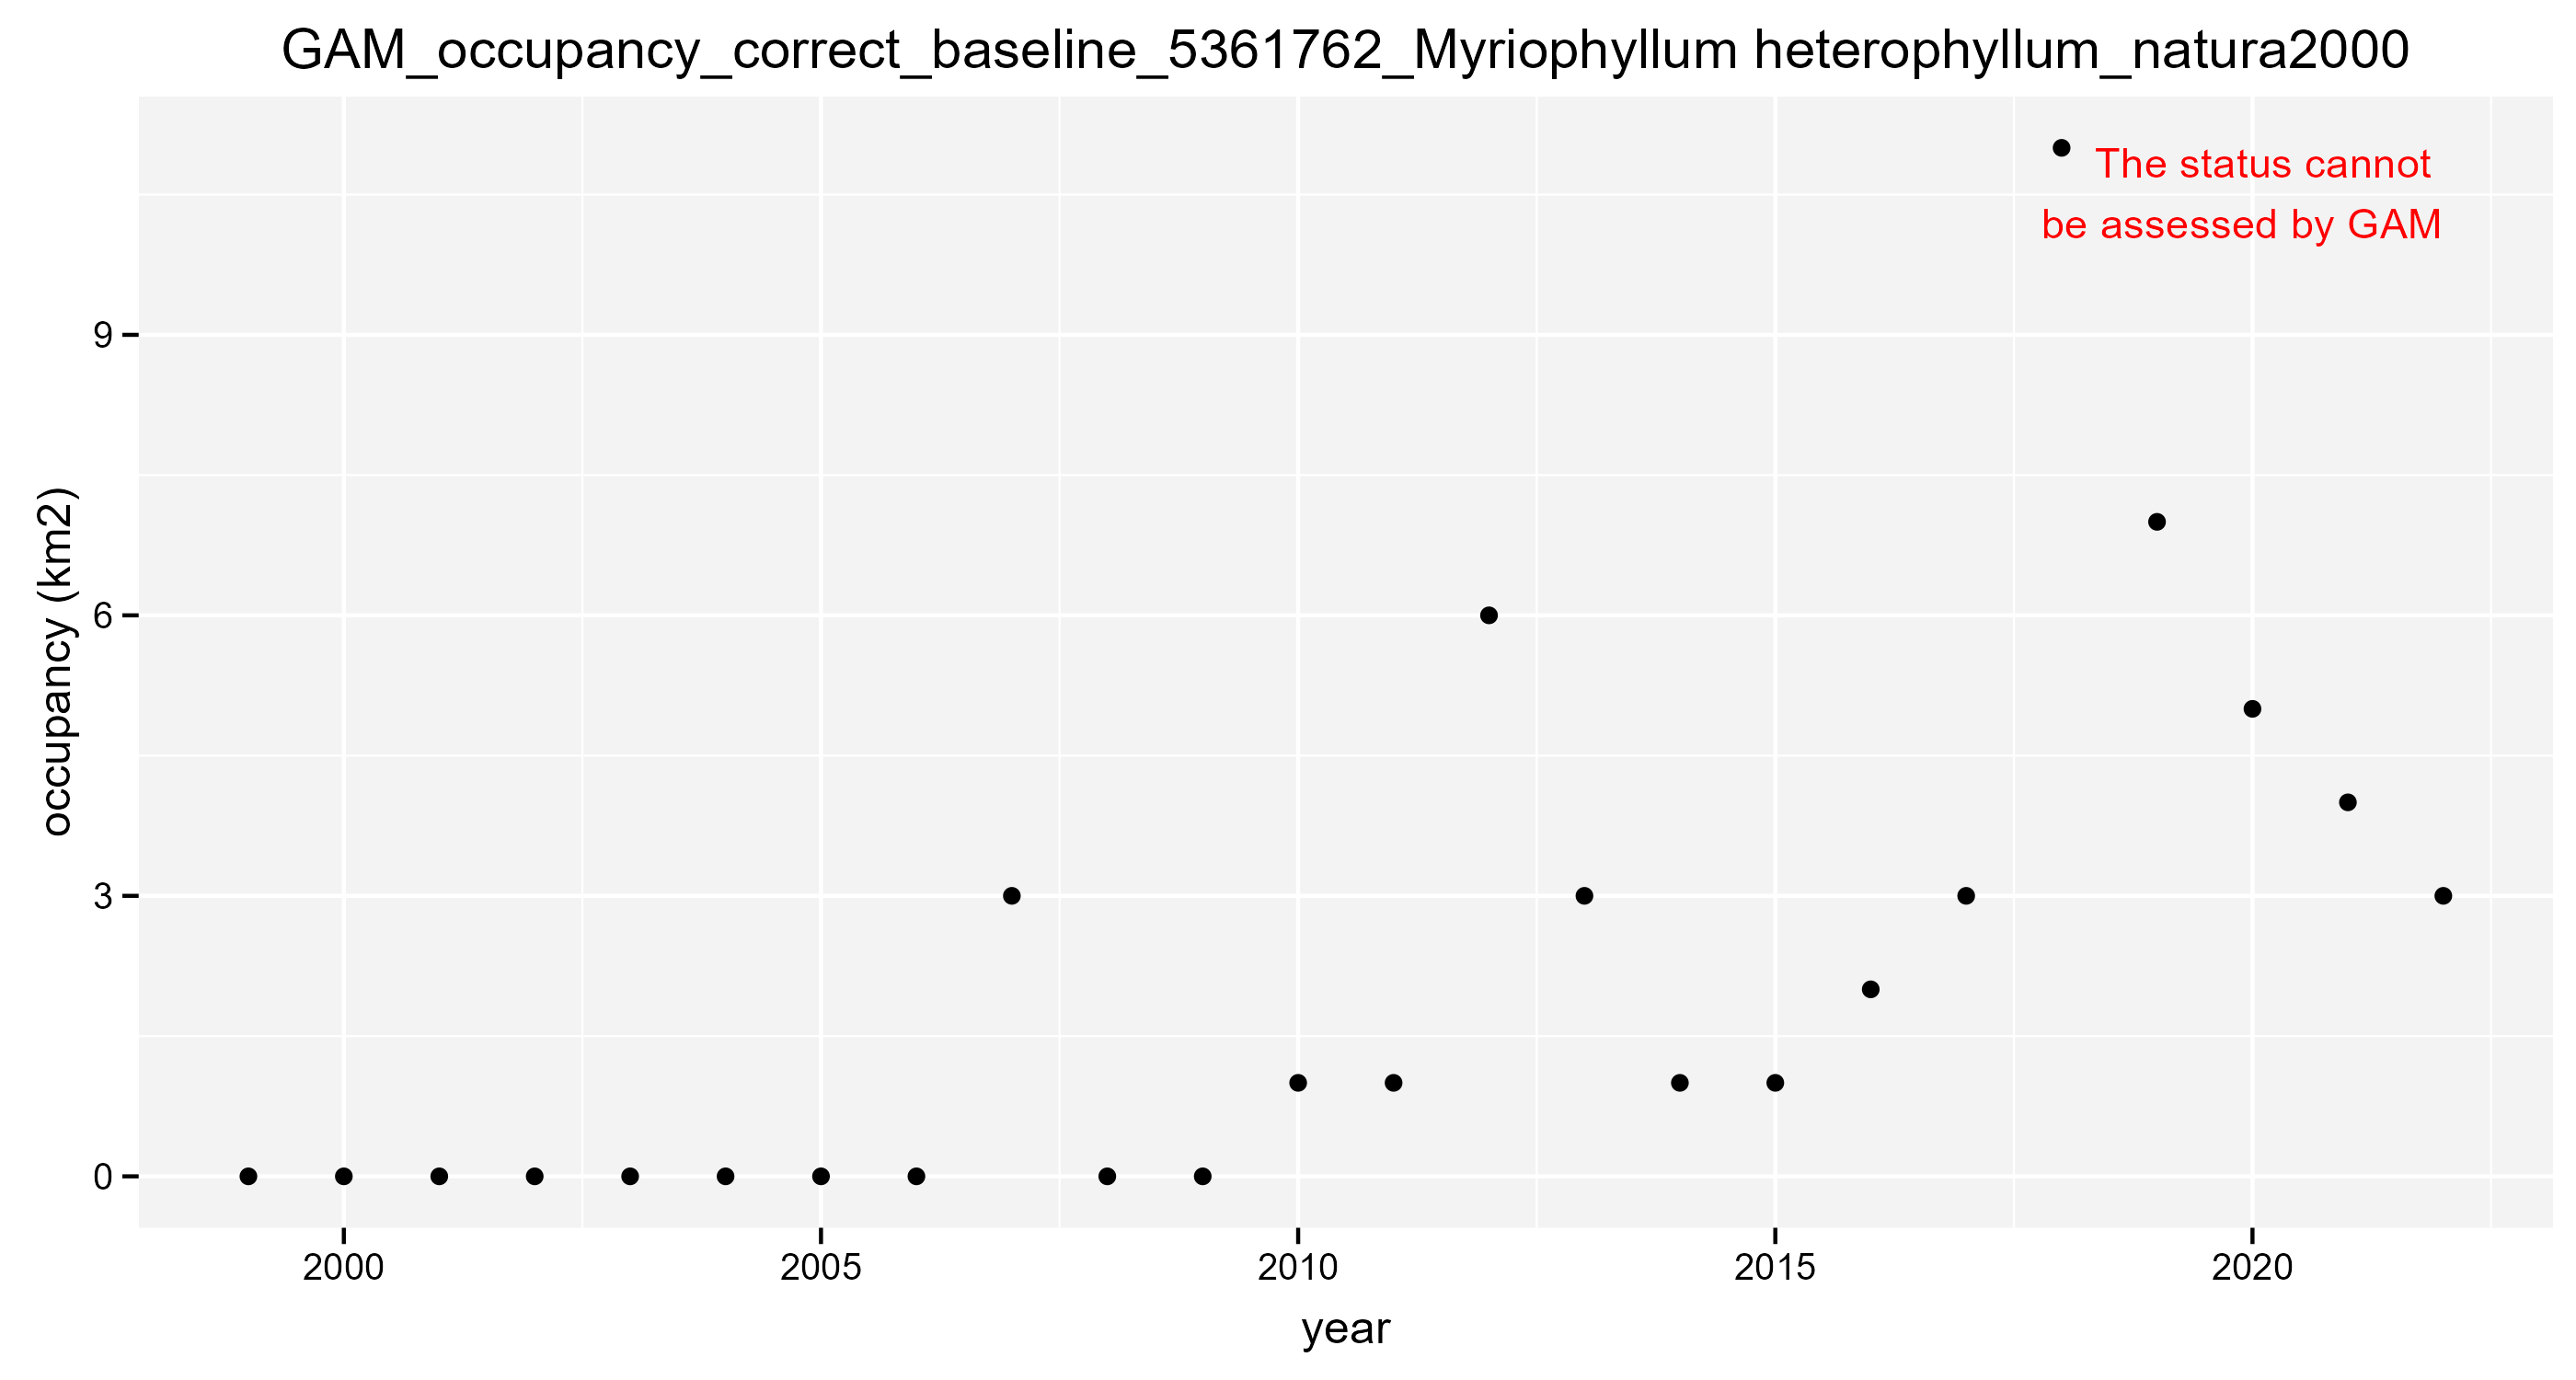 GAM_occupancy_correct_baseline_5361762_Myriophyllum heterophyllum_natura2000
The status cannot
be assessed by GAM
occupancy (km2)
9
6
3
0
2000 2005 2010 2015 2020
year